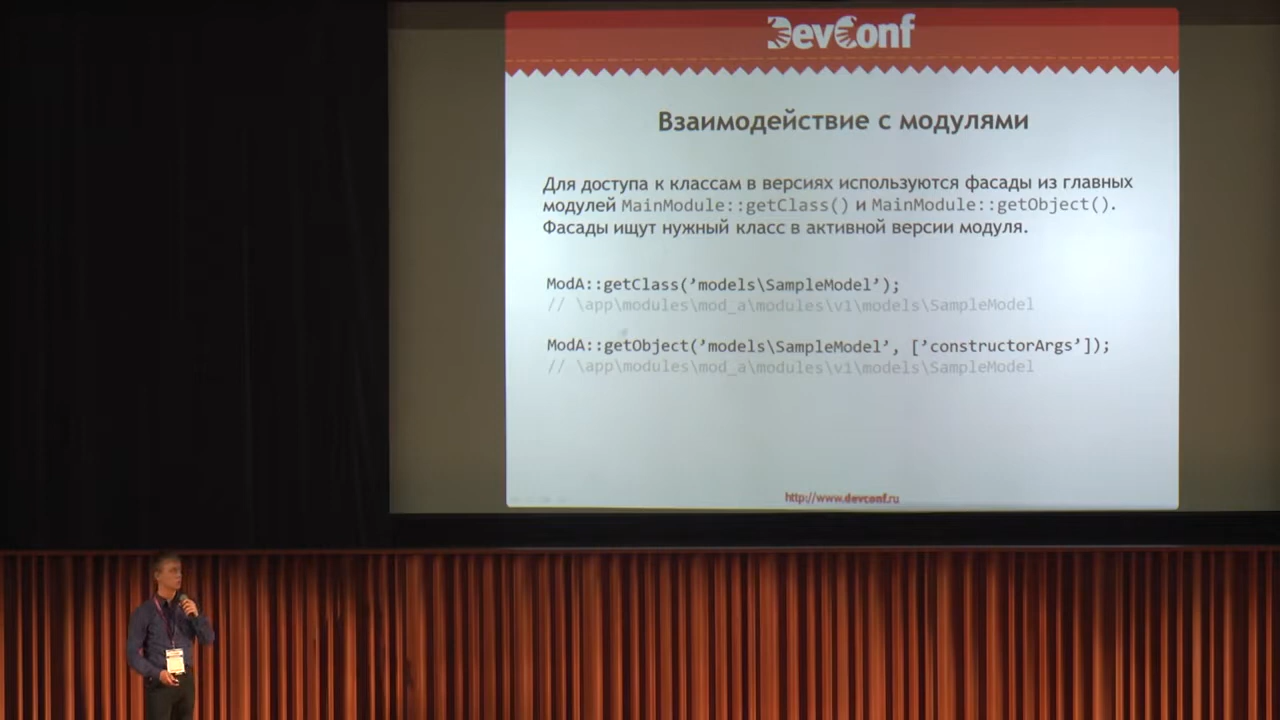 DevConf
Взаимодействие с модулями
Для доступа к классам в версиях используются фасады из главных
модулей MainModule::getClass() и MainModule::getObject().
Фасады ищут нужный класс в активной версии модуля.
ModA::getClass(’models\SampleModel’);
// \app\modules\mod_a\modules\v1\models\SampleModel
ModA::getObject(’models\SampleModel’, [’constructorArgs’]);
// \app\modules\mod_a\modules\v1\models\SampleModel
http://www.devconf.ru